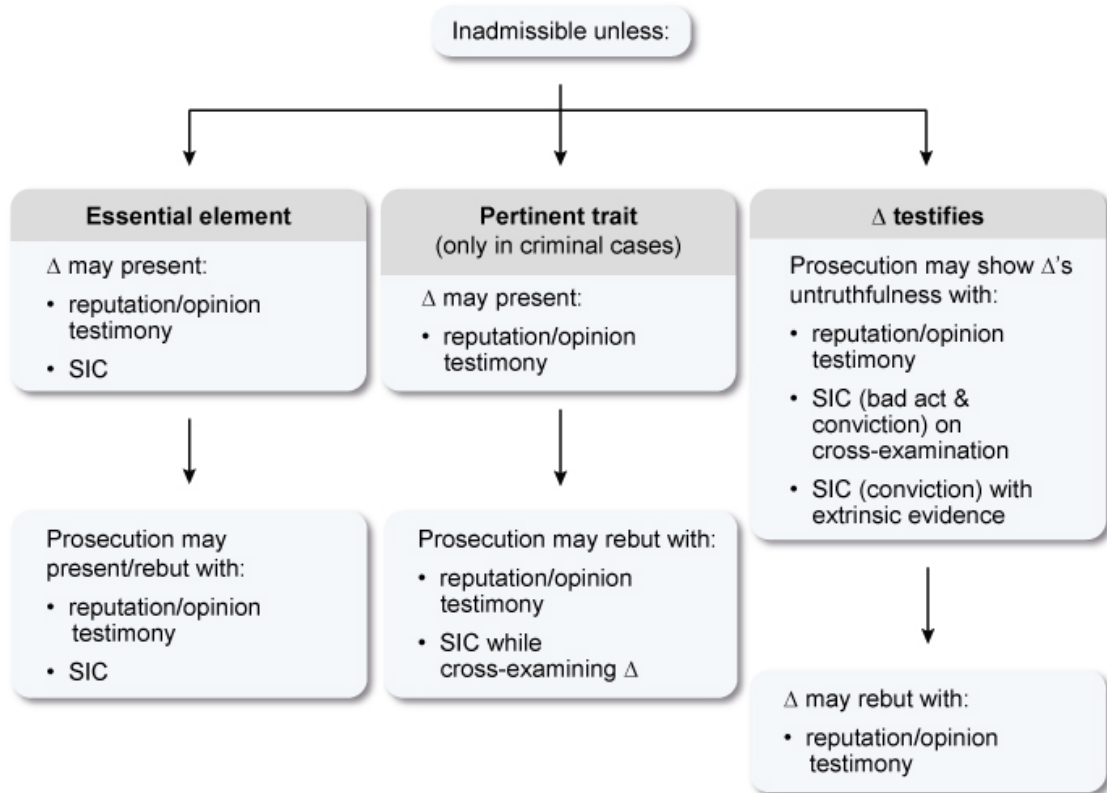 Inadmissible unless:
Essential element
Δ may present:
• reputation/opinion
testimony
• SIC
Prosecution may
present/rebut with:
• reputation/opinion
testimony
• SIC
Pertinent trait
(only in criminal cases)
Δ may present:
• reputation/opinion
testimony
Prosecution may rebut with:
• reputation/opinion
testimony
• SIC while
cross-examining Δ
Δ testifies
Prosecution may show Δ's
untruthfulness with:
• reputation/opinion
testimony
• SIC (bad act &
conviction) on
cross-examination
• SIC (conviction) with
extrinsic evidence
Δ may rebut with:
• reputation/opinion
testimony